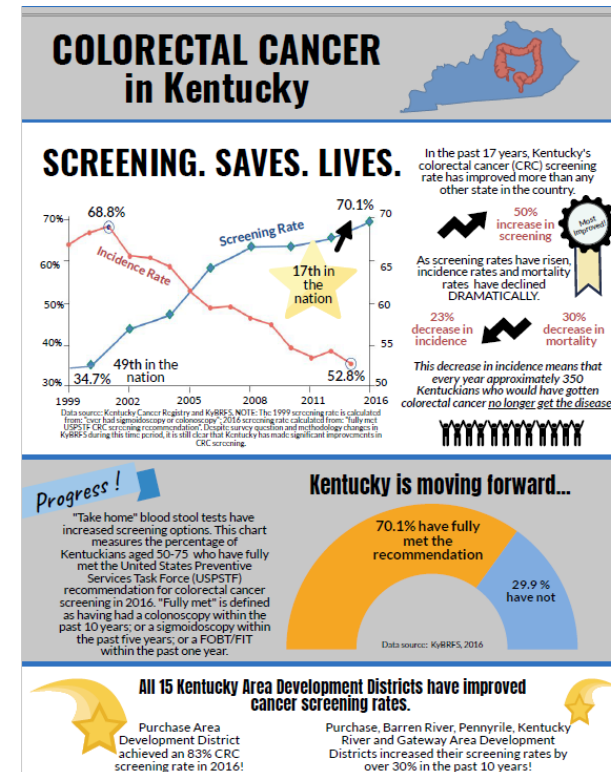 COLORECTAL CANCER
in Kentucky
SCREENING. SAVES. LIVES.
70%
60%
50%
40%
30%
68.8%
Incidence Rate
Screening Rate
70.1%
17th in
the
nation
49th in the
nation
34.7%
52.8%
70
65
60
55
50
1999
2002
2005
2008
2011
2014
2016
Data source: Kentucky Cancer Registry and KyBRFS, NOTE: The 1999 screening rate is calculated
from: "ever had sigmoidoscopy or colonoscopy"; 2016 screening rate calculated from: "fully met
USPSTF CRC screening recommendation". Despite survey question and methodology changes in
KyBRFS during this time period, it is still clear that Kentucky has made significant improvements in
CRC screening.
In the past 17 years, Kentucky's
colorectal cancer (CRC) screening
rate has improved more than any
other state in the country.
50%
increase in
screening
Most
Improved!
As screening rates have risen,
incidence rates and mortality
rates have declined
DRAMATICALLY.
23%
decrease in
incidence
30%
decrease in
mortality
This decrease in incidence means that
every year approximately 350
Kentuckians who would have gotten
colorectal cancer no longer get the disease
Progress !
"Take home" blood stool tests have
increased screening options. This chart
measures the percentage of
Kentuckians aged 50-75 who have fully
met the United States Preventive
Services Task Force (USPSTF)
recommendation for colorectal cancer
screening in 2016. "Fully met" is defined
as having had a colonoscopy within the
past 10 years; or a sigmoidoscopy within
the past five years; or a FOBT/FIT
within the past one year.
Kentucky is moving forward...
70.1% have fully
met the
recommendation
29.9 %
have not
Data source: KyBRFS, 2016
All 15 Kentucky Area Development Districts have improved
cancer screening rates.
Purchase Area
Development District
achieved an 83% CRC
screening rate in 2016!
Purchase, Barren River, Pennyrile, Kentucky
River and Gateway Area Development
Districts increased their screening rates by
over 30% in the past 10 years!